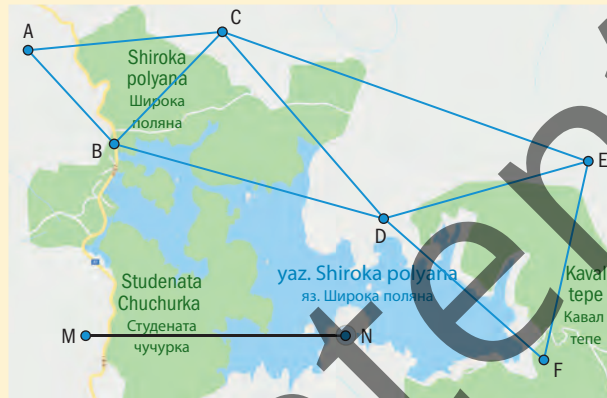 A
C
Shiroka
polyana
Широка
поляна
B
E
D
yaz. Shiroka polyana
яз. Широка поляна
Studenata
Chuchurka
Студената
чучурка
Kaval
tepe
Кавал
тепе
M
N
F